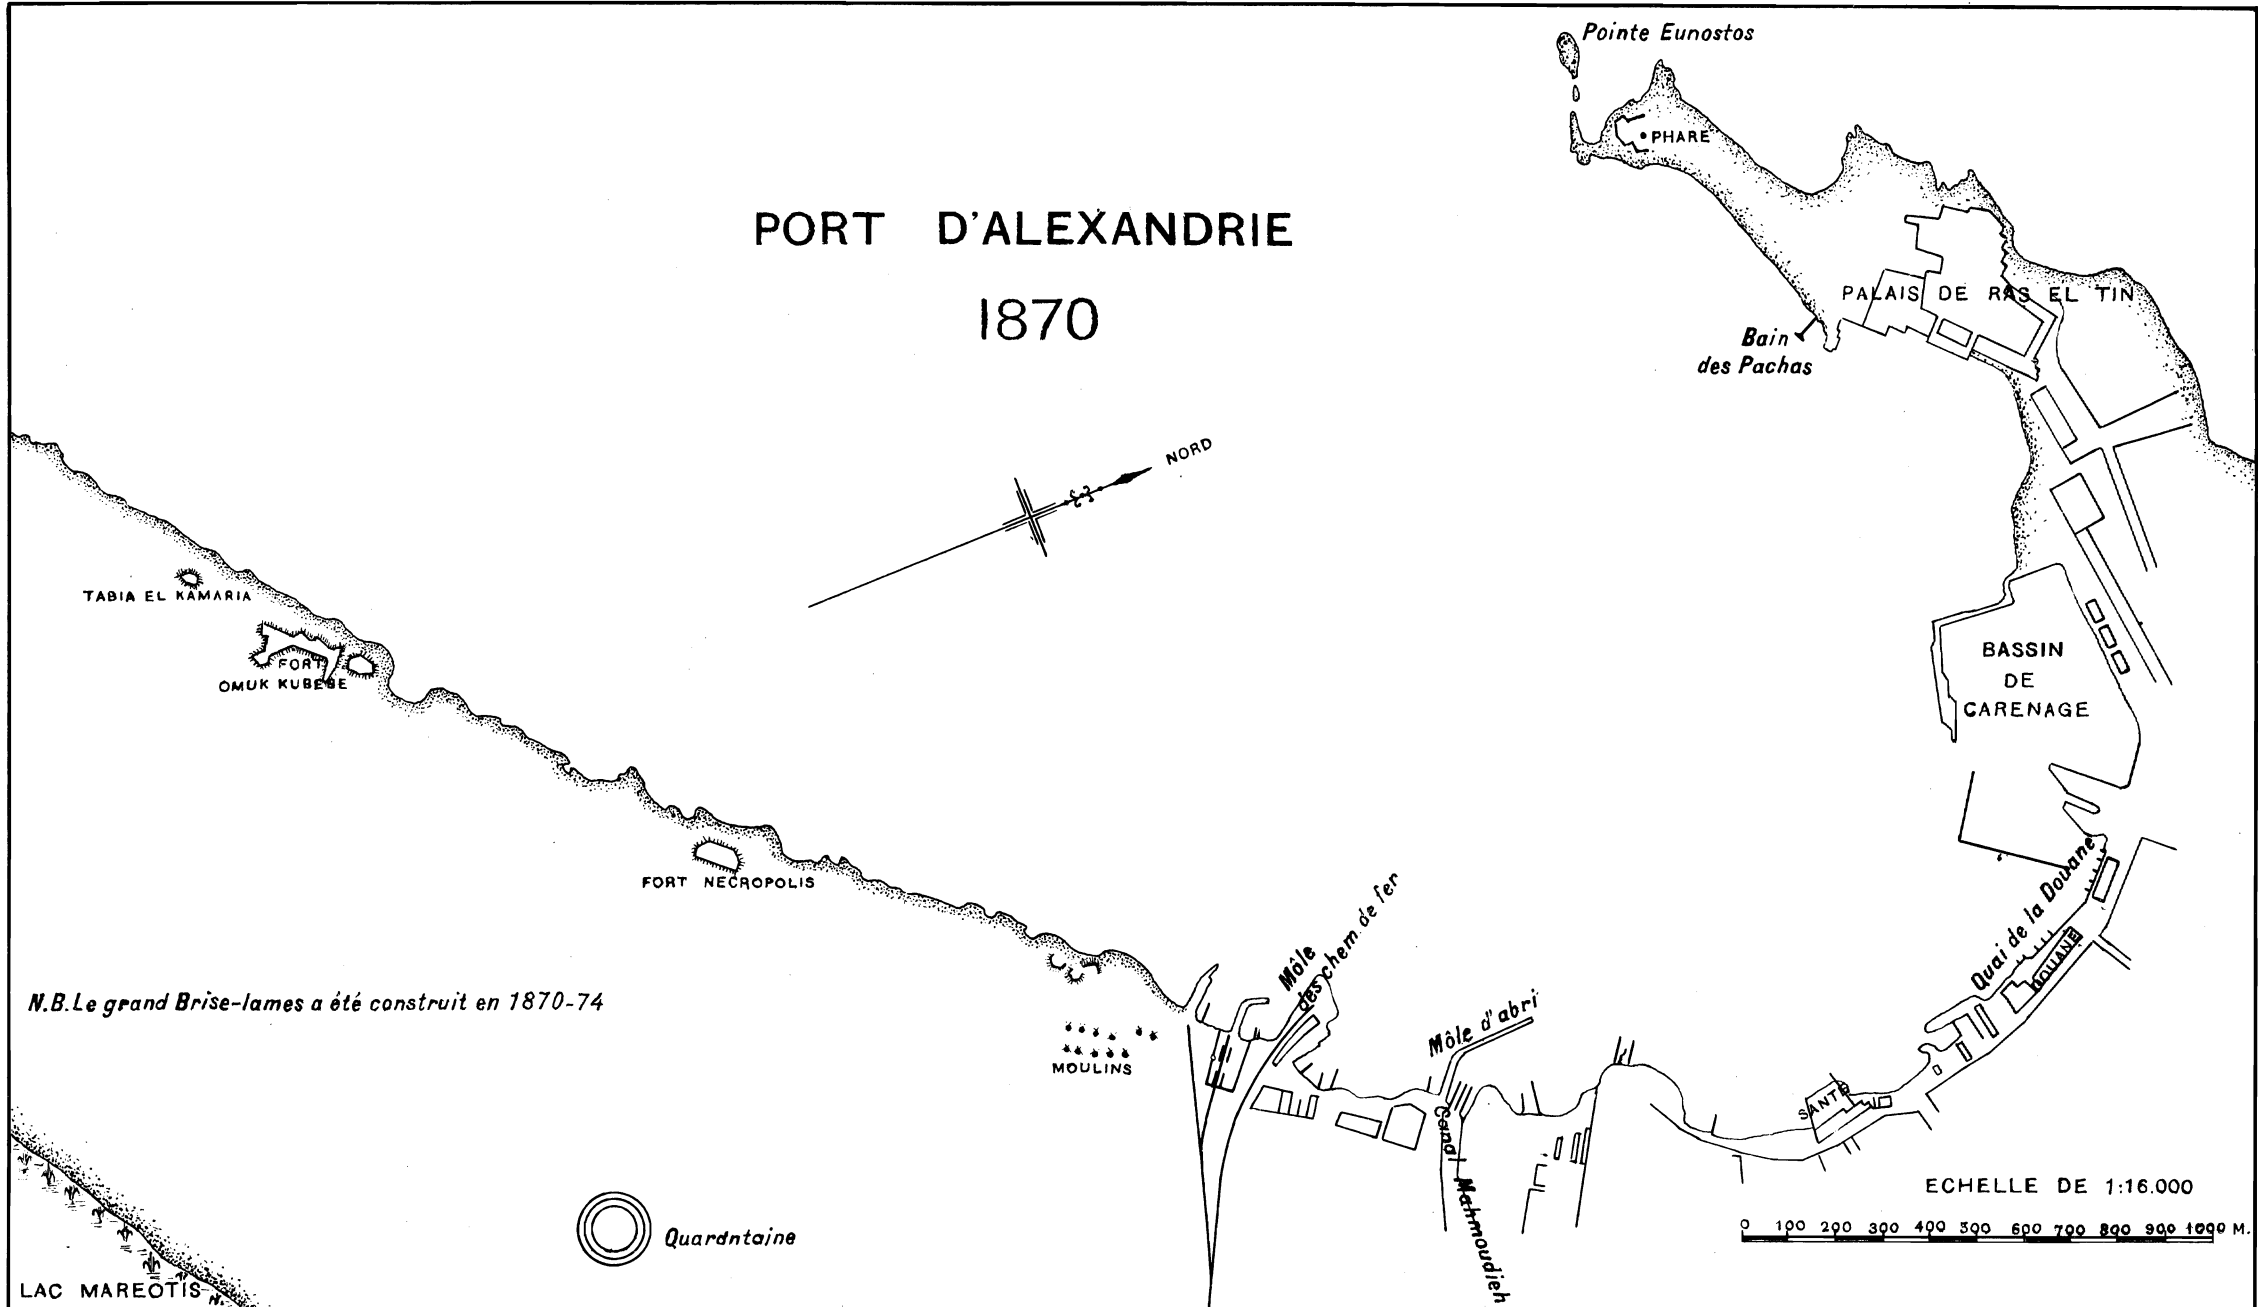 Pointe Eunostos
PHARE
PORT D'ALEXANDRIE
1870
PALAIS DE RAS EL TIN
Bain
des Pachas
NORD
TABIA EL KAMARIA
FORT
OMUK KUBEBE
BASSIN
DE
CARENAGE
FORT NECROPOLIS
Quai de la Douane
DOUANE
Môle
des chem. de fer
N.B. Le grand Brise-lames a été construit en 1870-74
Môle d'abri
MOULINS
SANTÉ
Canal Mahmoudieh
ECHELLE DE 1:16.000
0 100 200 300 400 500 600 700 800 900 1000 M.
Quarantaine
LAC MAREOTIS